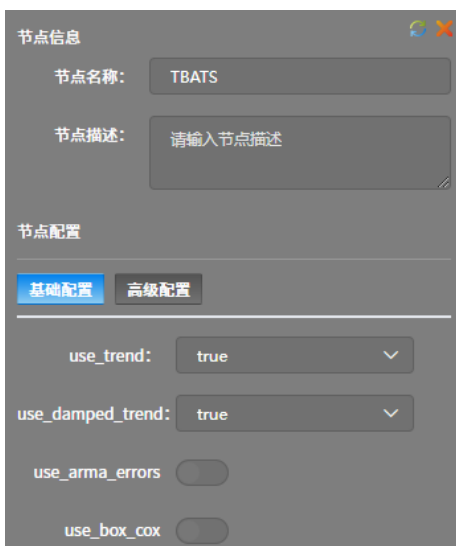 节点信息
节点名称：
TBATS
节点描述：
请输入节点描述
节点配置
基础配置 高级配置
use_trend： true
use_damped_trend： true
use_arma_errors
use_box_cox